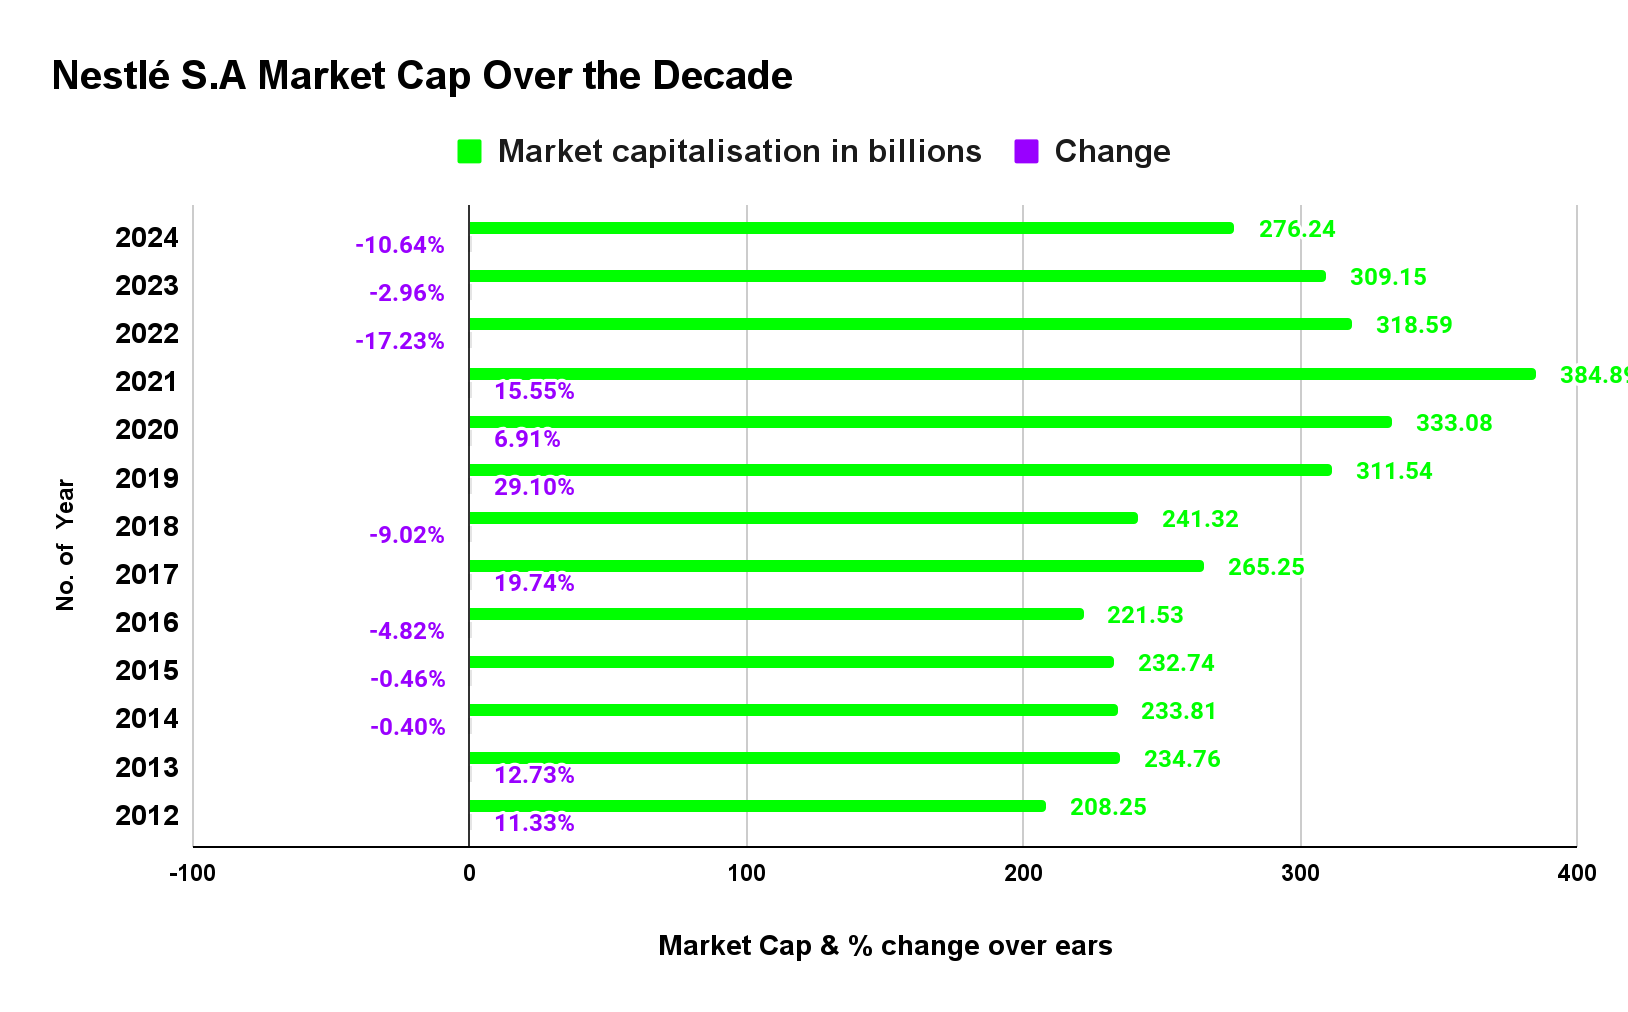 Nestlé S.A Market Cap Over the Decade
Market capitalisation in billions Change
No. of Year
2024 -10.64% 276.24
2023 -2.96% 309.15
2022 -17.23% 318.59
2021 15.55%
2020 6.91% 333.08
2019 29.10% 311.54
2018 -9.02% 241.32
2017 19.74% 265.25
2016 -4.82% 221.53
2015 -0.46% 232.74
2014 -0.40% 233.81
2013 12.73% 234.76
2012 11.33% 208.25
-100 0 100 200 300 400
Market Cap & % change over ears